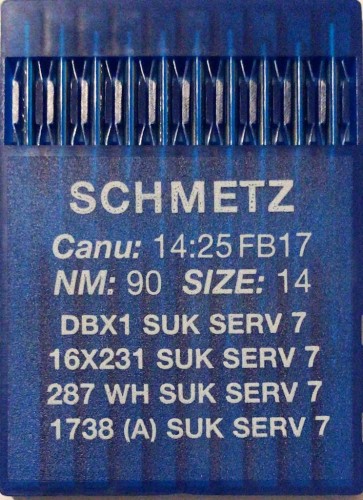 SCHMETZ
Canu: 14:25 FB17
NM: 90 SIZE: 14
DBX1 SUK SERV 7
16X231 SUK SERV 7
287 WH SUK SERV 7
1738 (A) SUK SERV 7